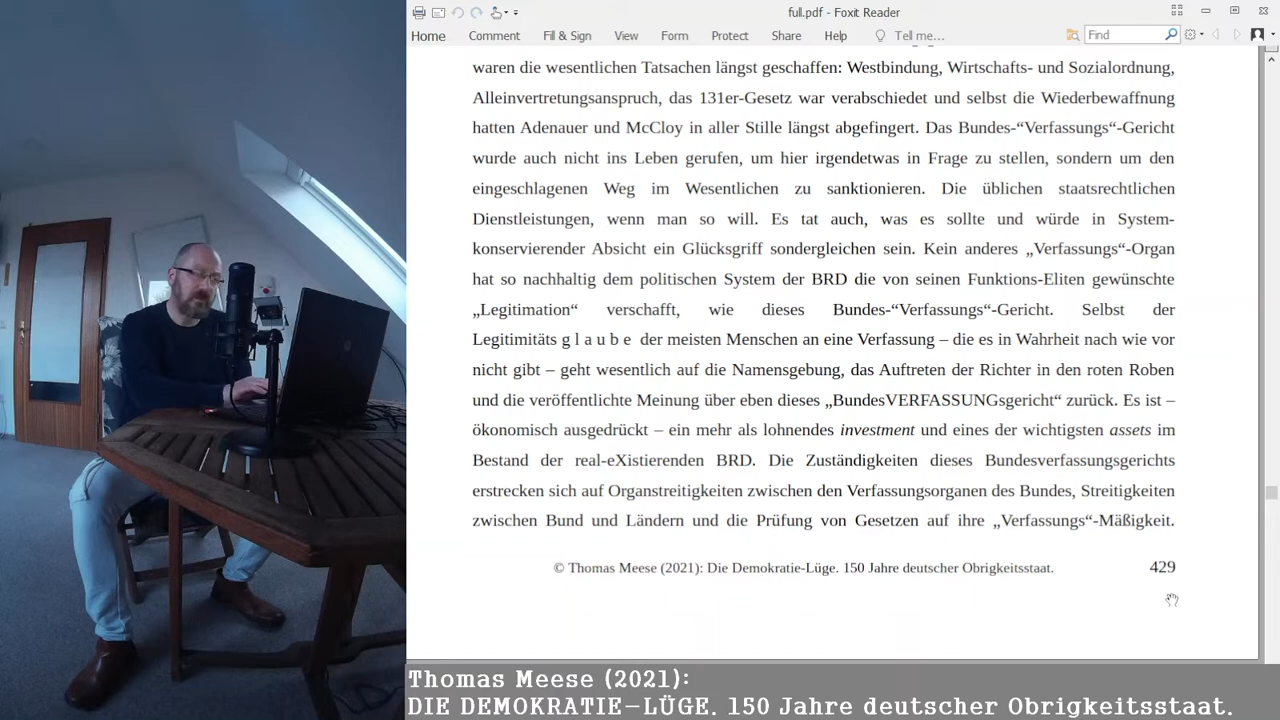 full.pdf - Foxit Reader
Home Comment Fill & Sign View Form Protect Share Help Tell me... Find
waren die wesentlichen Tatsachen längst geschaffen: Westbindung, Wirtschafts- und Sozialordnung,
Alleinvertretungsanspruch, das 131er-Gesetz war verabschiedet und selbst die Wiederbewaffnung
hatten Adenauer und McCloy in aller Stille längst abgefingert. Das Bundes-“Verfassungs“-Gericht
wurde auch nicht ins Leben gerufen, um hier irgendetwas in Frage zu stellen, sondern um den
eingeschlagenen Weg im Wesentlichen zu sanktionieren. Die üblichen staatsrechtlichen
Dienstleistungen, wenn man so will. Es tat auch, was es sollte und würde in System-
konservierender Absicht ein Glücksgriff sondergleichen sein. Kein anderes „Verfassungs“-Organ
hat so nachhaltig dem politischen System der BRD die von seinen Funktions-Eliten gewünschte
„Legitimation“ verschafft, wie dieses Bundes-“Verfassungs“-Gericht. Selbst der
Legitimitäts g l a u b e der meisten Menschen an eine Verfassung – die es in Wahrheit nach wie vor
nicht gibt – geht wesentlich auf die Namensgebung, das Auftreten der Richter in den roten Roben
und die veröffentlichte Meinung über eben dieses „BundesVERFASSUNGsgericht“ zurück. Es ist –
ökonomisch ausgedrückt – ein mehr als lohnendes investment und eines der wichtigsten assets im
Bestand der real-eXistierenden BRD. Die Zuständigkeiten dieses Bundesverfassungsgerichts
erstrecken sich auf Organstreitigkeiten zwischen den Verfassungsorganen des Bundes, Streitigkeiten
zwischen Bund und Ländern und die Prüfung von Gesetzen auf ihre „Verfassungs“-Mäßigkeit.
© Thomas Meese (2021): Die Demokratie-Lüge. 150 Jahre deutscher Obrigkeitsstaat. 429
Thomas Meese (2021):
DIE DEMOKRATIE-LÜGE. 150 Jahre deutscher Obrigkeitsstaat.